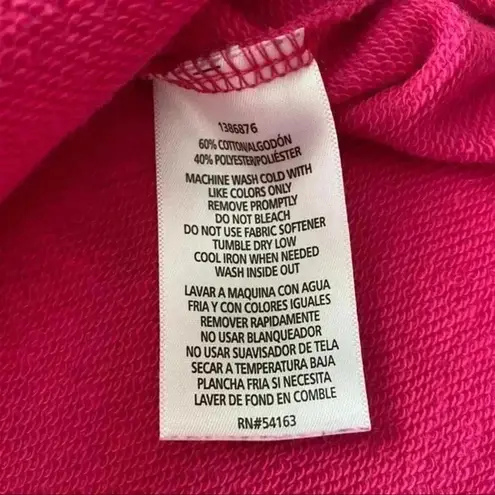 1386876
60% COTTON/ALGODÓN
40% POLYESTER/POLIÉSTER
MACHINE WASH COLD WITH
LIKE COLORS ONLY
REMOVE PROMPTLY
DO NOT BLEACH
DO NOT USE FABRIC SOFTENER
TUMBLE DRY LOW
COOL IRON WHEN NEEDED
WASH INSIDE OUT
LAVAR A MAQUINA CON AGUA
FRIA Y CON COLORES IGUALES
REMOVER RAPIDAMENTE
NO USAR BLANQUEADOR
NO USAR SUAVISADOR DE TELA
SECAR A TEMPERATURA BAJA
PLANCHA FRIA SI NECESITA
LAVER DE FOND EN COMBLE
RN#54163